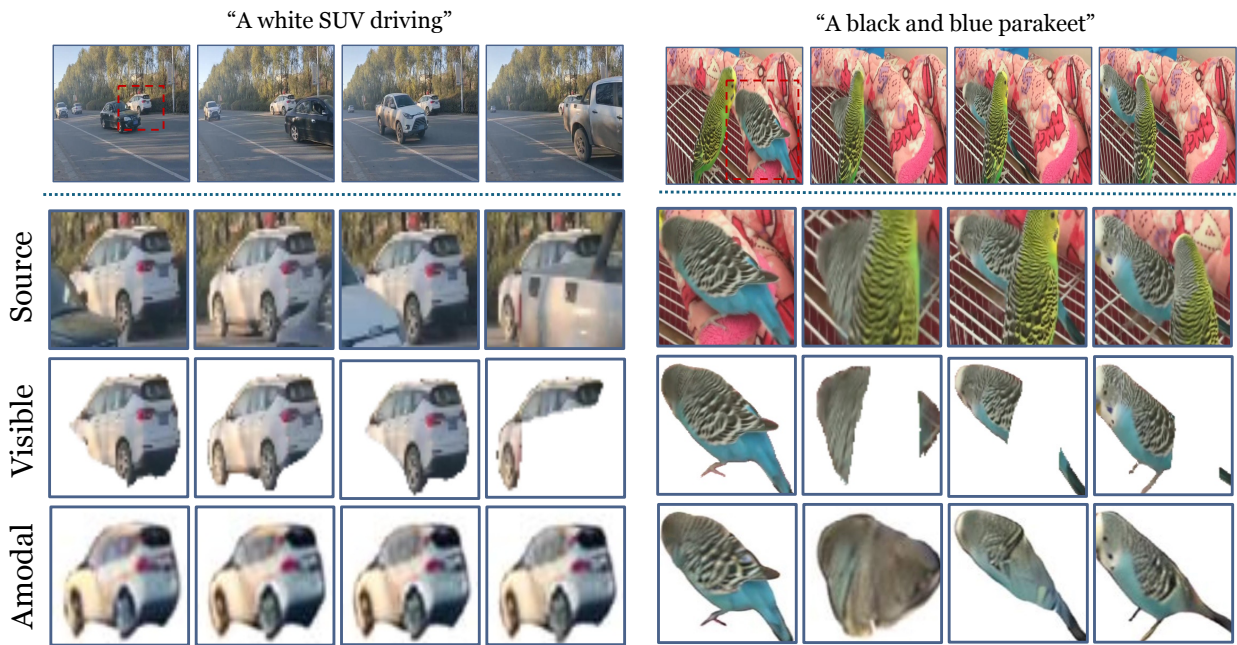 “A white SUV driving”
“A black and blue parakeet”
Source
Visible
Amodal